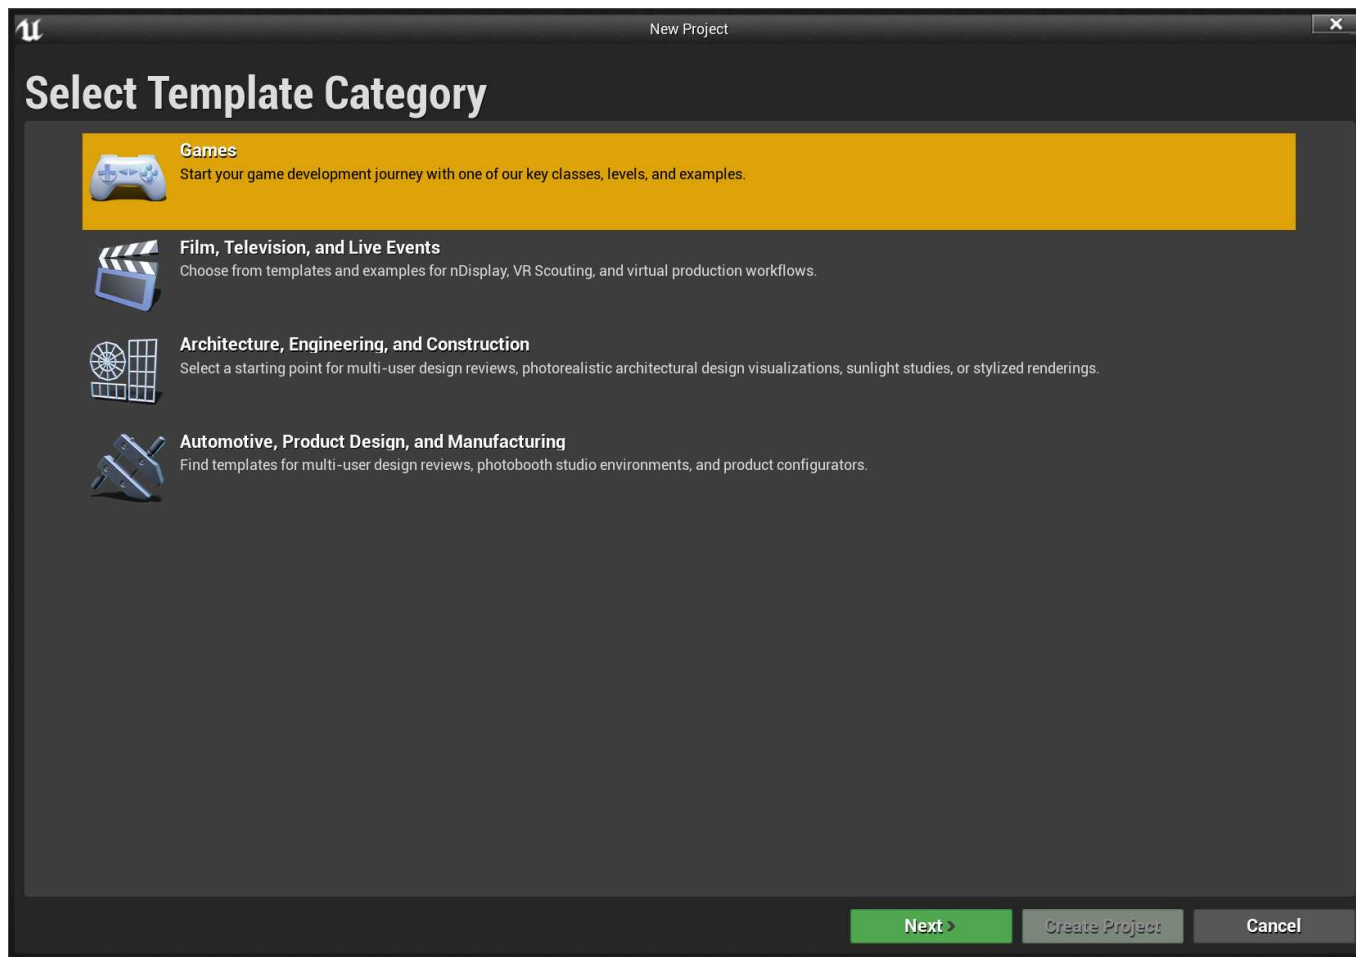 New Project
Select Template Category
Games
Start your game development journey with one of our key classes, levels, and examples.
Film, Television, and Live Events
Choose from templates and examples for nDisplay, VR Scouting, and virtual production workflows.
Architecture, Engineering, and Construction
Select a starting point for multi-user design reviews, photorealistic architectural design visualizations, sunlight studies, or stylized renderings.
Automotive, Product Design, and Manufacturing
Find templates for multi-user design reviews, photobooth studio environments, and product configurators.
Next > Create Project Cancel